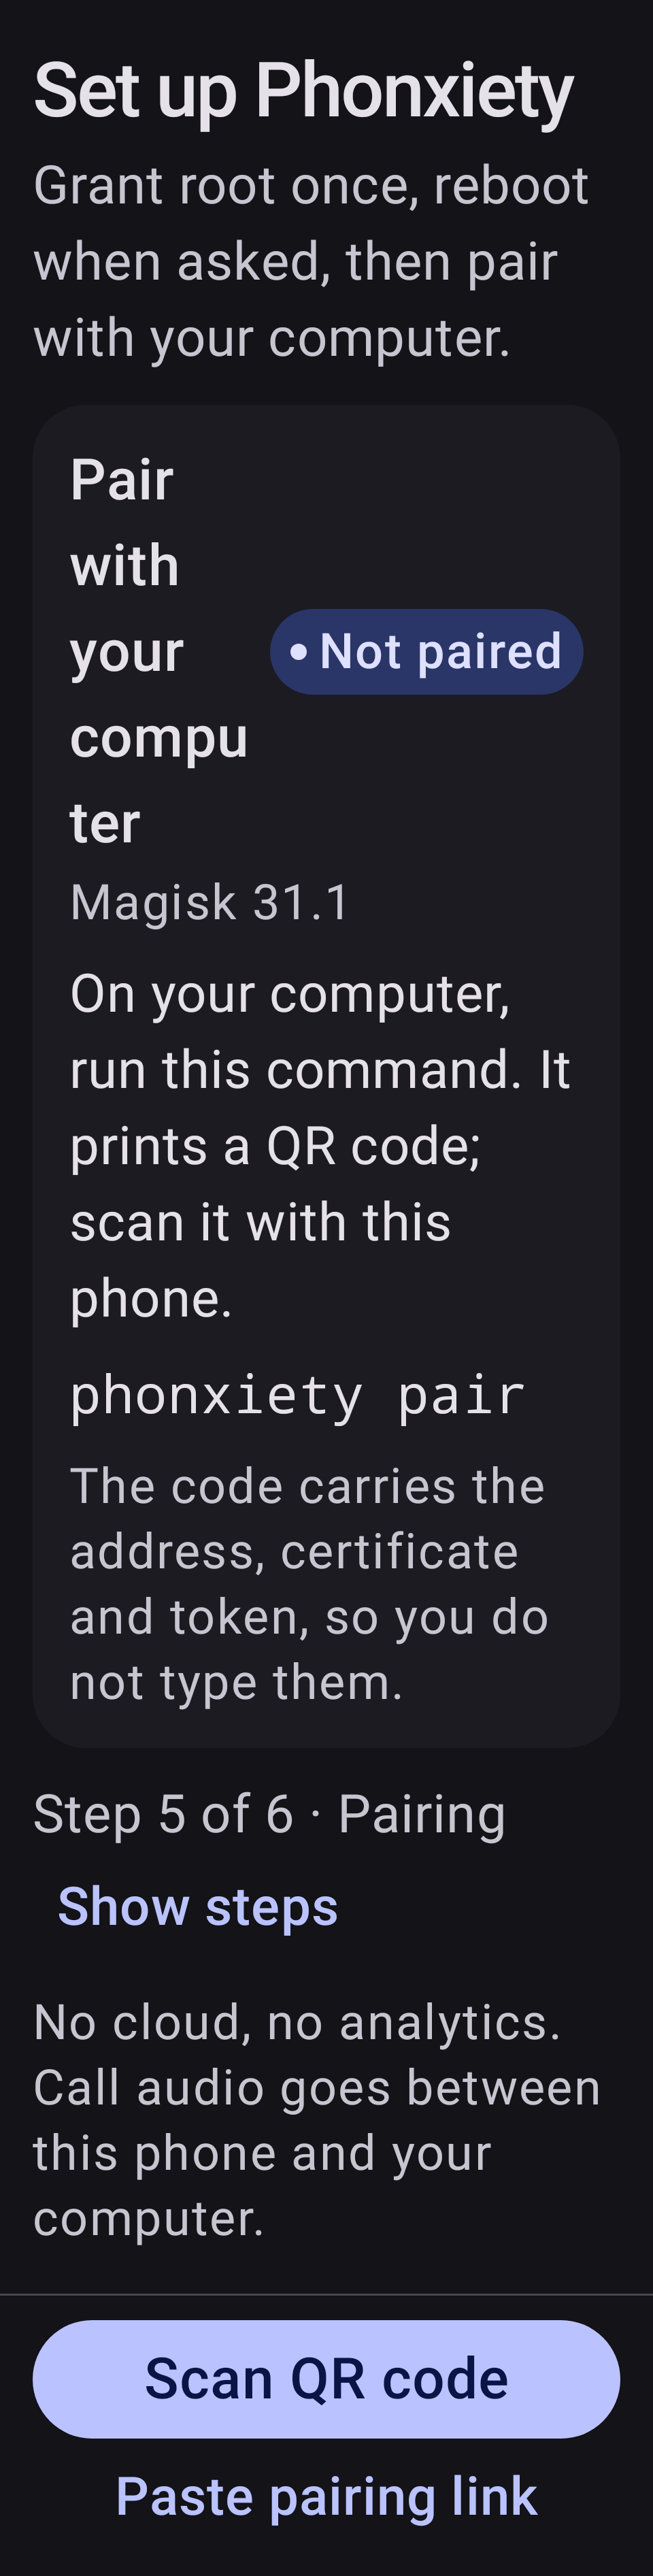 Set up Phonxiety
Grant root once, reboot
when asked, then pair
with your computer.
Pair
with
your
compu
ter
• Not paired
Magisk 31.1
On your computer,
run this command. It
prints a QR code;
scan it with this
phone.
phonxiety pair
The code carries the
address, certificate
and token, so you do
not type them.
Step 5 of 6 · Pairing
Show steps
No cloud, no analytics.
Call audio goes between
this phone and your
computer.
Scan QR code
Paste pairing link